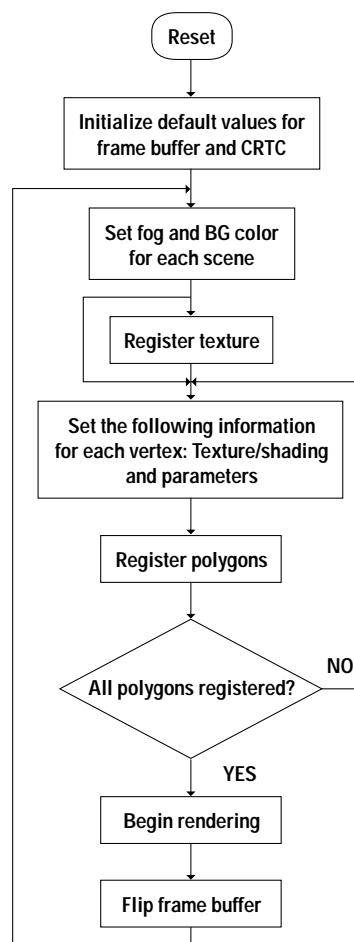 Reset
Initialize default values for
frame buffer and CRTC
Set fog and BG color
for each scene
Register texture
Set the following information
for each vertex: Texture/shading
and parameters
Register polygons
All polygons registered?
NO
YES
Begin rendering
Flip frame buffer